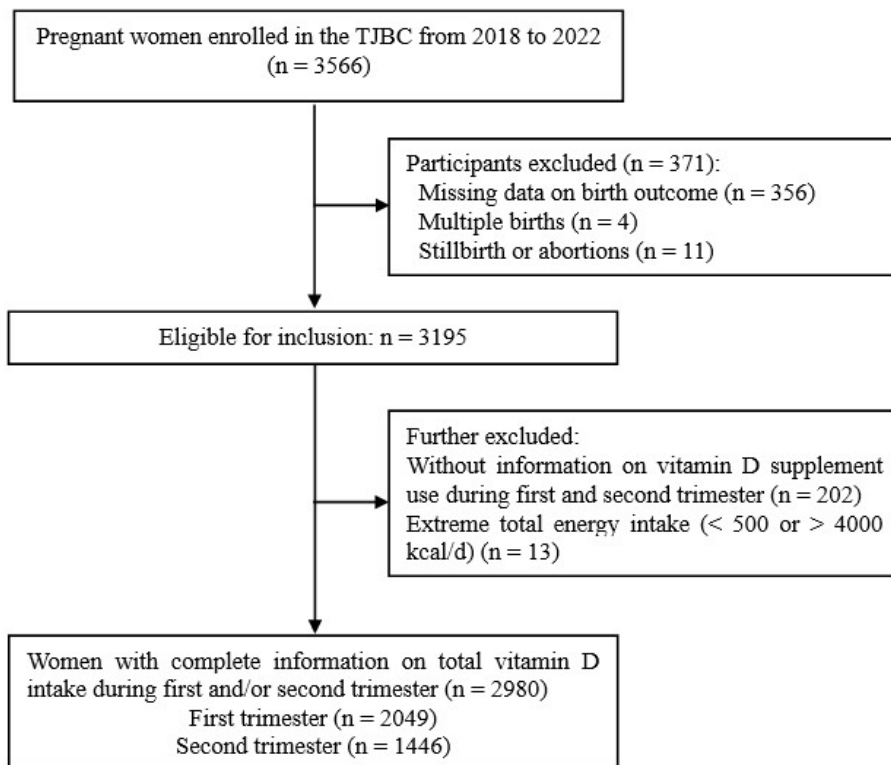 Pregnant women enrolled in the TJBC from 2018 to 2022
(n = 3566)
Participants excluded (n = 371):
Missing data on birth outcome (n = 356)
Multiple births (n = 4)
Stillbirth or abortions (n = 11)
Eligible for inclusion: n = 3195
Further excluded:
Without information on vitamin D supplement
use during first and second trimester (n = 202)
Extreme total energy intake (< 500 or > 4000
kcal/d) (n = 13)
Women with complete information on total vitamin D
intake during first and/or second trimester (n = 2980)
First trimester (n = 2049)
Second trimester (n = 1446)